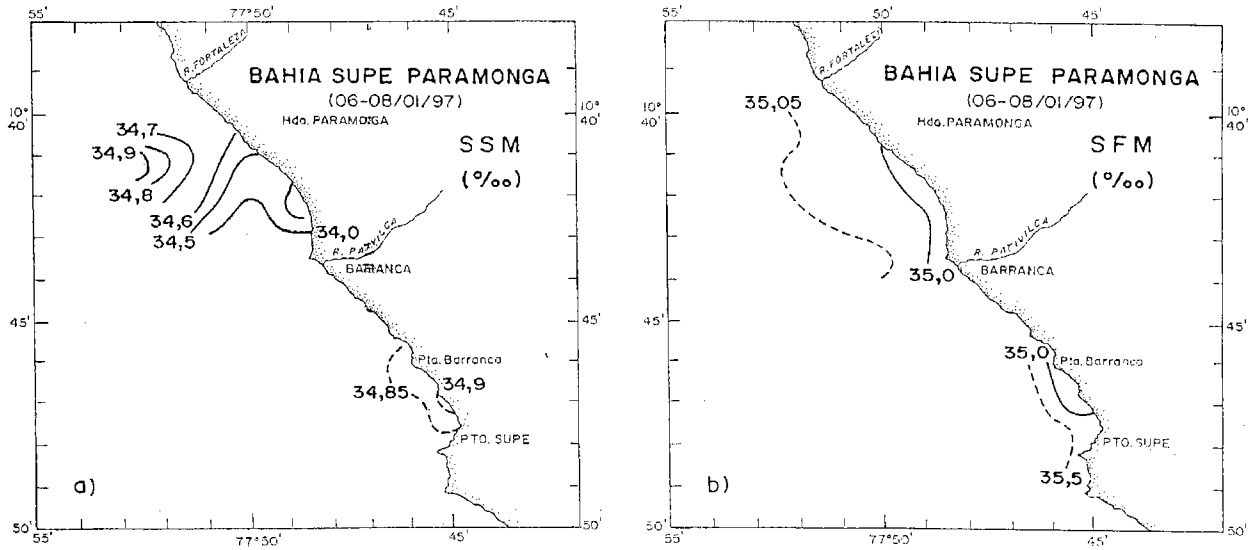 55'
77°50'
45'
R. FORTALEZA
BAHIA SUPE PARAMONGA
(06-08/01/97)
10°
40'
10°
40'
Hda. PARAMONGA
SSM
(°/oo)
34,7
34,9
34,8
34,6
34,5
34,0
R. PATIVILCA
BARRANCA
45'
45'
Pta. Barranca
34,85
34,9
PTO. SUPE
a)
50'
50'
55'
77°50'
45'
55'
50'
45'
R. FORTALEZA
BAHIA SUPE PARAMONGA
(06-08/01/97)
35,05
10°
40'
10°
40'
Hda. PARAMONGA
SFM
(°/oo)
R. PATIVILCA
BARRANCA
35,0
45'
45'
35,0
Pta. Barranca
PTO. SUPE
35,5
b)
50'
50'
55'
77°50'
45'